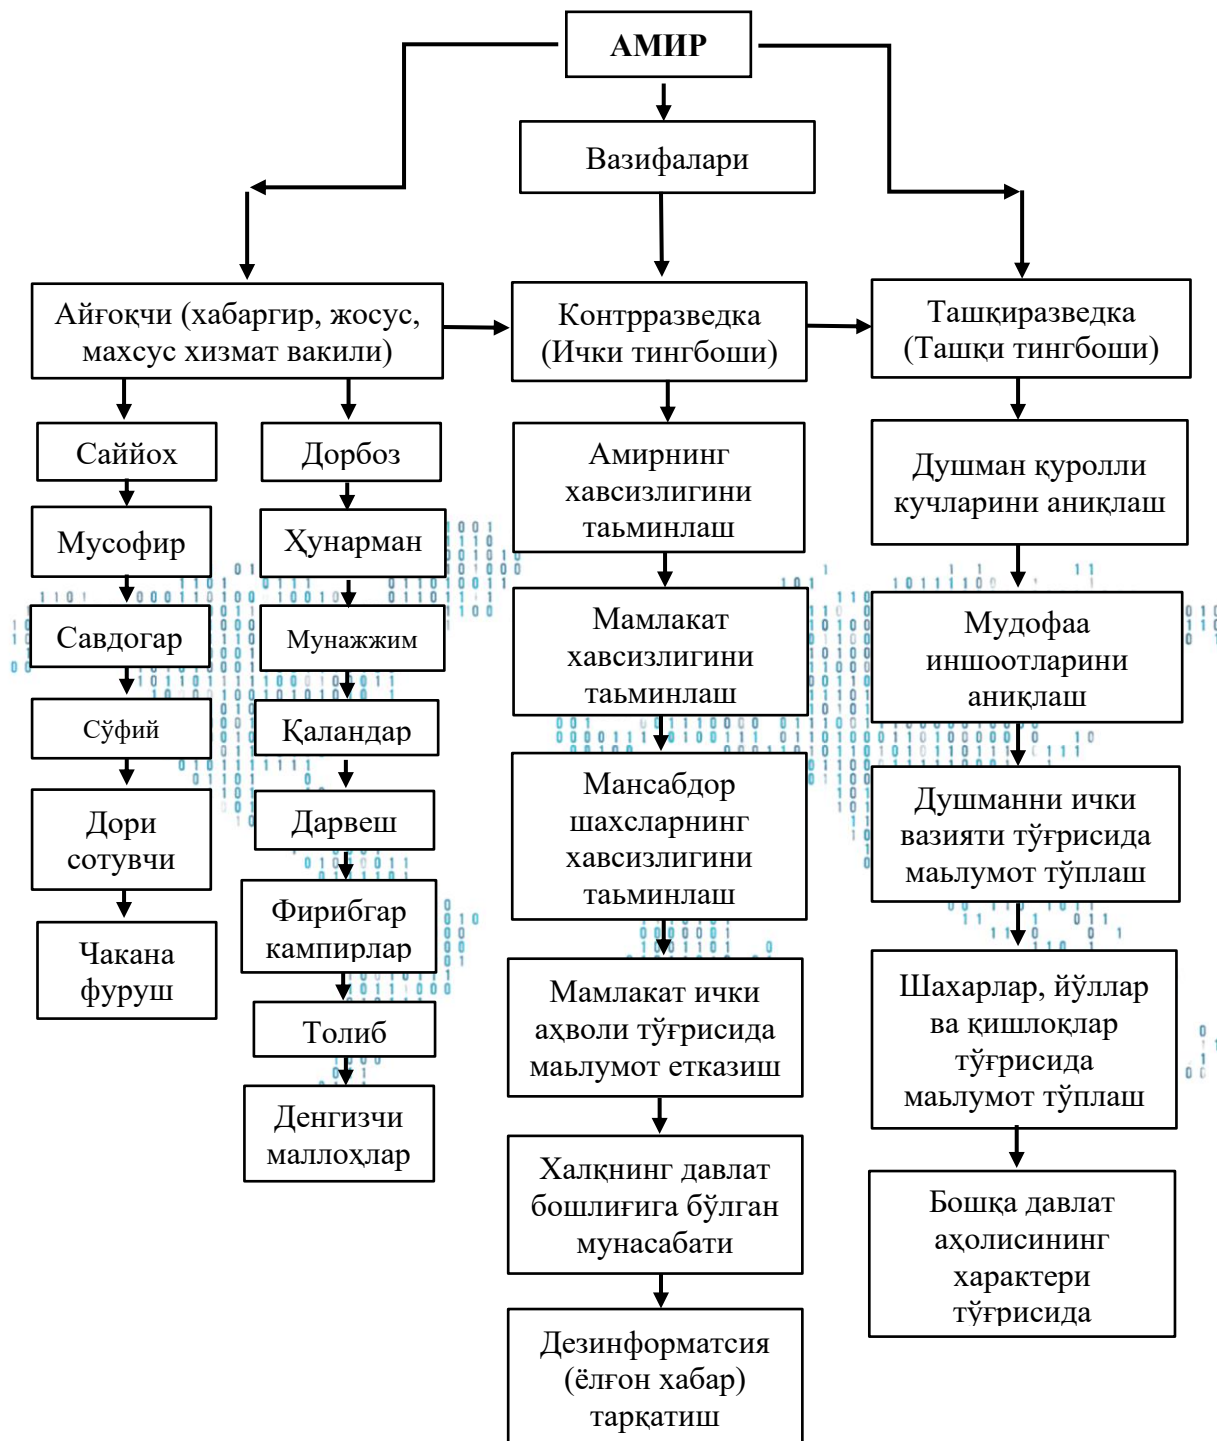 АМИР
Вазифалари
Айғоқчи (хабаргир, жосус,
махсус хизмат вакили)
Саййох
Мусофир
Савдогар
Сўфий
Дори
сотувчи
Чакана
фуруш
Дорбоз
Ҳунарман
Мунажжим
Қаландар
Дарвеш
Фирибгар
кампирлар
Толиб
Денгизчи
маллоҳлар
Контрразведка
(Ички тингбоши)
Амирнинг
хавсизлигини
таьминлаш
Мамлакат
хавсизлигини
таьминлаш
Мансабдор
шахсларнинг
хавсизлигини
таьминлаш
Мамлакат ички
аҳволи тўғрисида
маьлумот етказиш
Халқнинг давлат
бошлиғига бўлган
мунасабати
Дезинформатсия
(ёлғон хабар)
тарқатиш
Ташқиразведка
(Ташқи тингбоши)
Душман қуролли
кучларини аниқлаш
Мудофаа
иншоотларини
аниқлаш
Душманни ички
вазияти тўғрисида
маьлумот тўплаш
Шахарлар, йўллар
ва қишлоқлар
тўғрисида
маьлумот тўплаш
Бошқа давлат
аҳолисининг
характери
тўғрисида